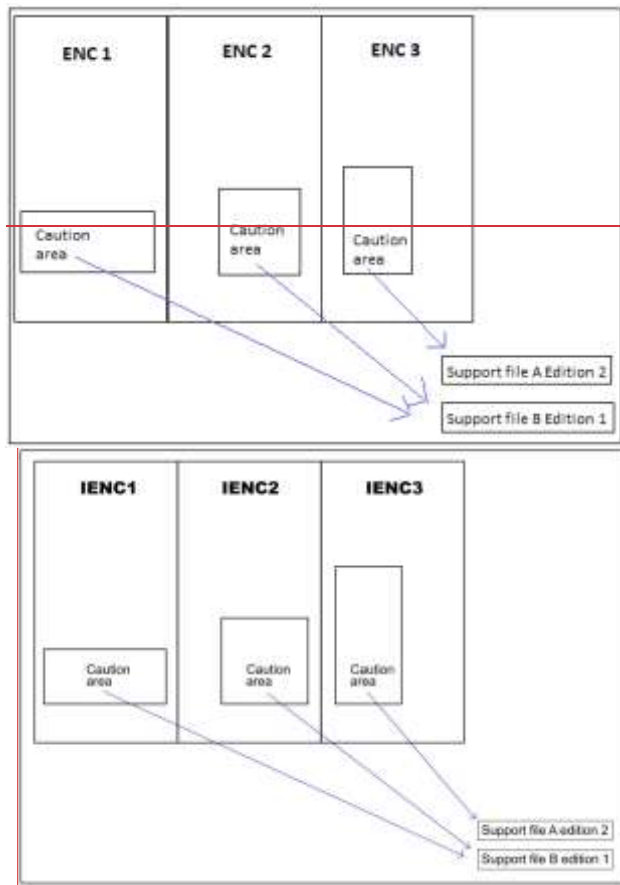 ENC 1 ENC 2 ENC 3
Caution
area
Caution
area
Caution
area
Support file A Edition 2
Support file B Edition 1
IENC1 IENC2 IENC3
Caution
area
Caution
area
Caution
area
Support file A edition 2
Support file B edition 1